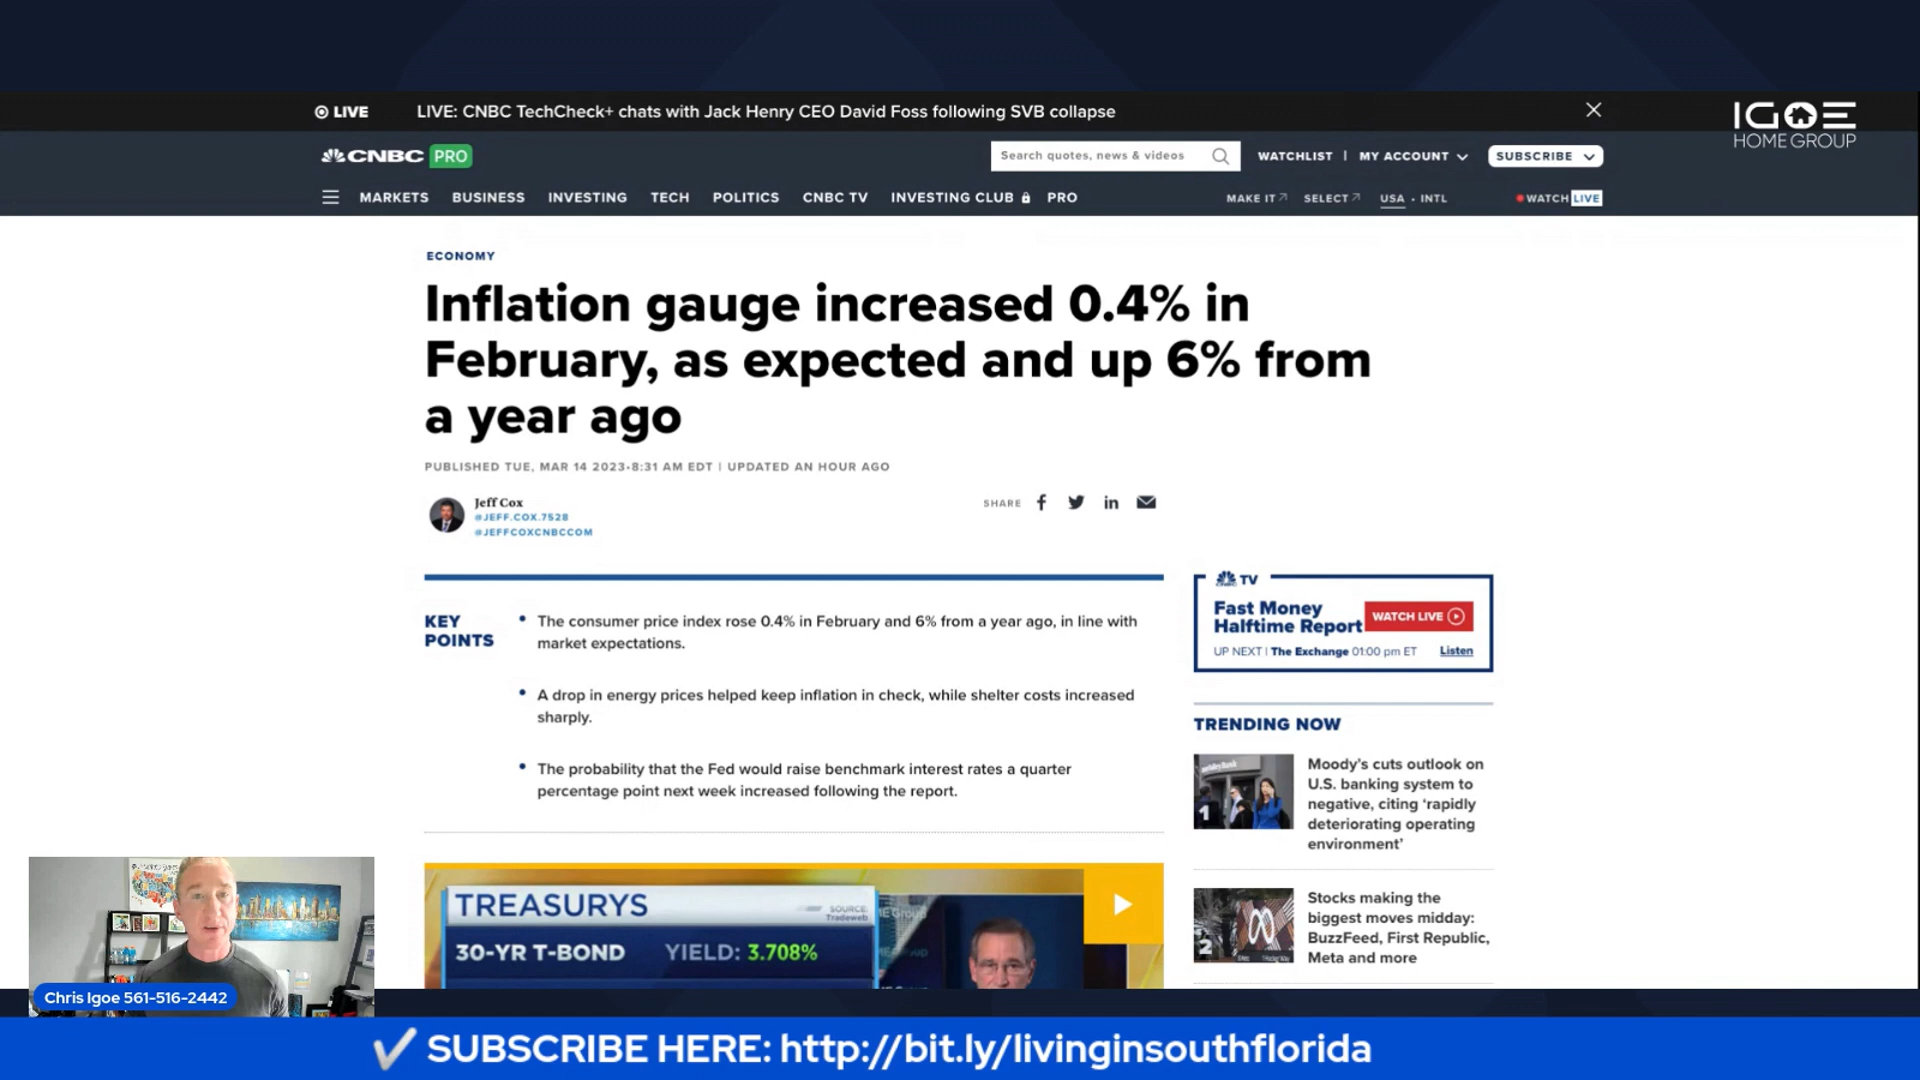 LIVE
LIVE: CNBC TechCheck+ chats with Jack Henry CEO David Foss following SVB collapse
IGOE
HOME GROUP
CNBC PRO
Search quotes, news & videos
WATCHLIST | MY ACCOUNT
SUBSCRIBE
MARKETS BUSINESS INVESTING TECH POLITICS CNBC TV INVESTING CLUB PRO
MAKE IT SELECT USA • INTL
WATCH LIVE
ECONOMY
Inflation gauge increased 0.4% in
February, as expected and up 6% from
a year ago
PUBLISHED TUE, MAR 14 2023•8:31 AM EDT | UPDATED AN HOUR AGO
Jeff Cox
@JEFF.COX.7528
@JEFFCOXCNBCCOM
SHARE
KEY
POINTS
• The consumer price index rose 0.4% in February and 6% from a year ago, in line with
market expectations.
• A drop in energy prices helped keep inflation in check, while shelter costs increased
sharply.
• The probability that the Fed would raise benchmark interest rates a quarter
percentage point next week increased following the report.
TV
Fast Money
Halftime Report
WATCH LIVE
UP NEXT | The Exchange 01:00 pm ET
Listen
TRENDING NOW
1
Moody's cuts outlook on
U.S. banking system to
negative, citing ‘rapidly
deteriorating operating
environment’
2
Stocks making the
biggest moves midday:
BuzzFeed, First Republic,
Meta and more
TREASURYS
SOURCE:
Tradeweb
30-YR T-BOND YIELD: 3.708%
Chris Igoe 561-516-2442
SUBSCRIBE HERE: http://bit.ly/livinginsouthflorida